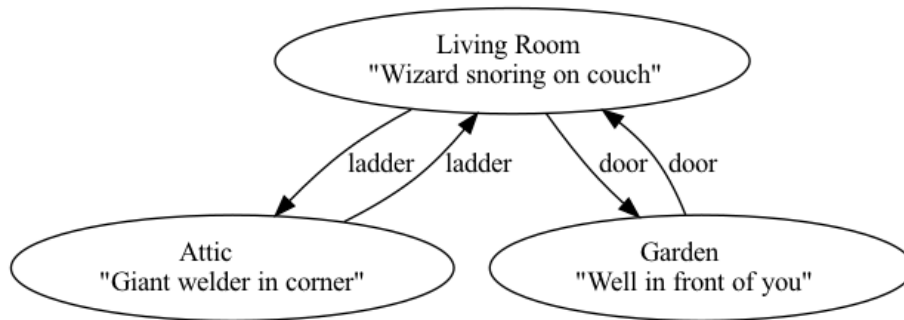 Living Room
"Wizard snoring on couch"
ladder
ladder
door
door
Attic
"Giant welder in corner"
Garden
"Well in front of you"